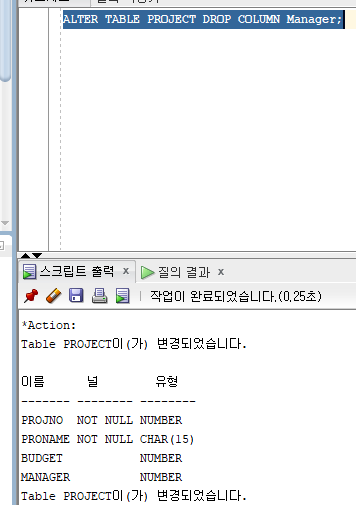 ALTER TABLE PROJECT DROP COLUMN Manager;
스크립트 출력 x 질의 결과 x
작업이 완료되었습니다.(0.25초)
*Action:
Table PROJECT이(가) 변경되었습니다.
이름 널 유형
------- -------- --------
PROJNO NOT NULL NUMBER
PRONAME NOT NULL CHAR(15)
BUDGET NUMBER
MANAGER NUMBER
Table PROJECT이(가) 변경되었습니다.